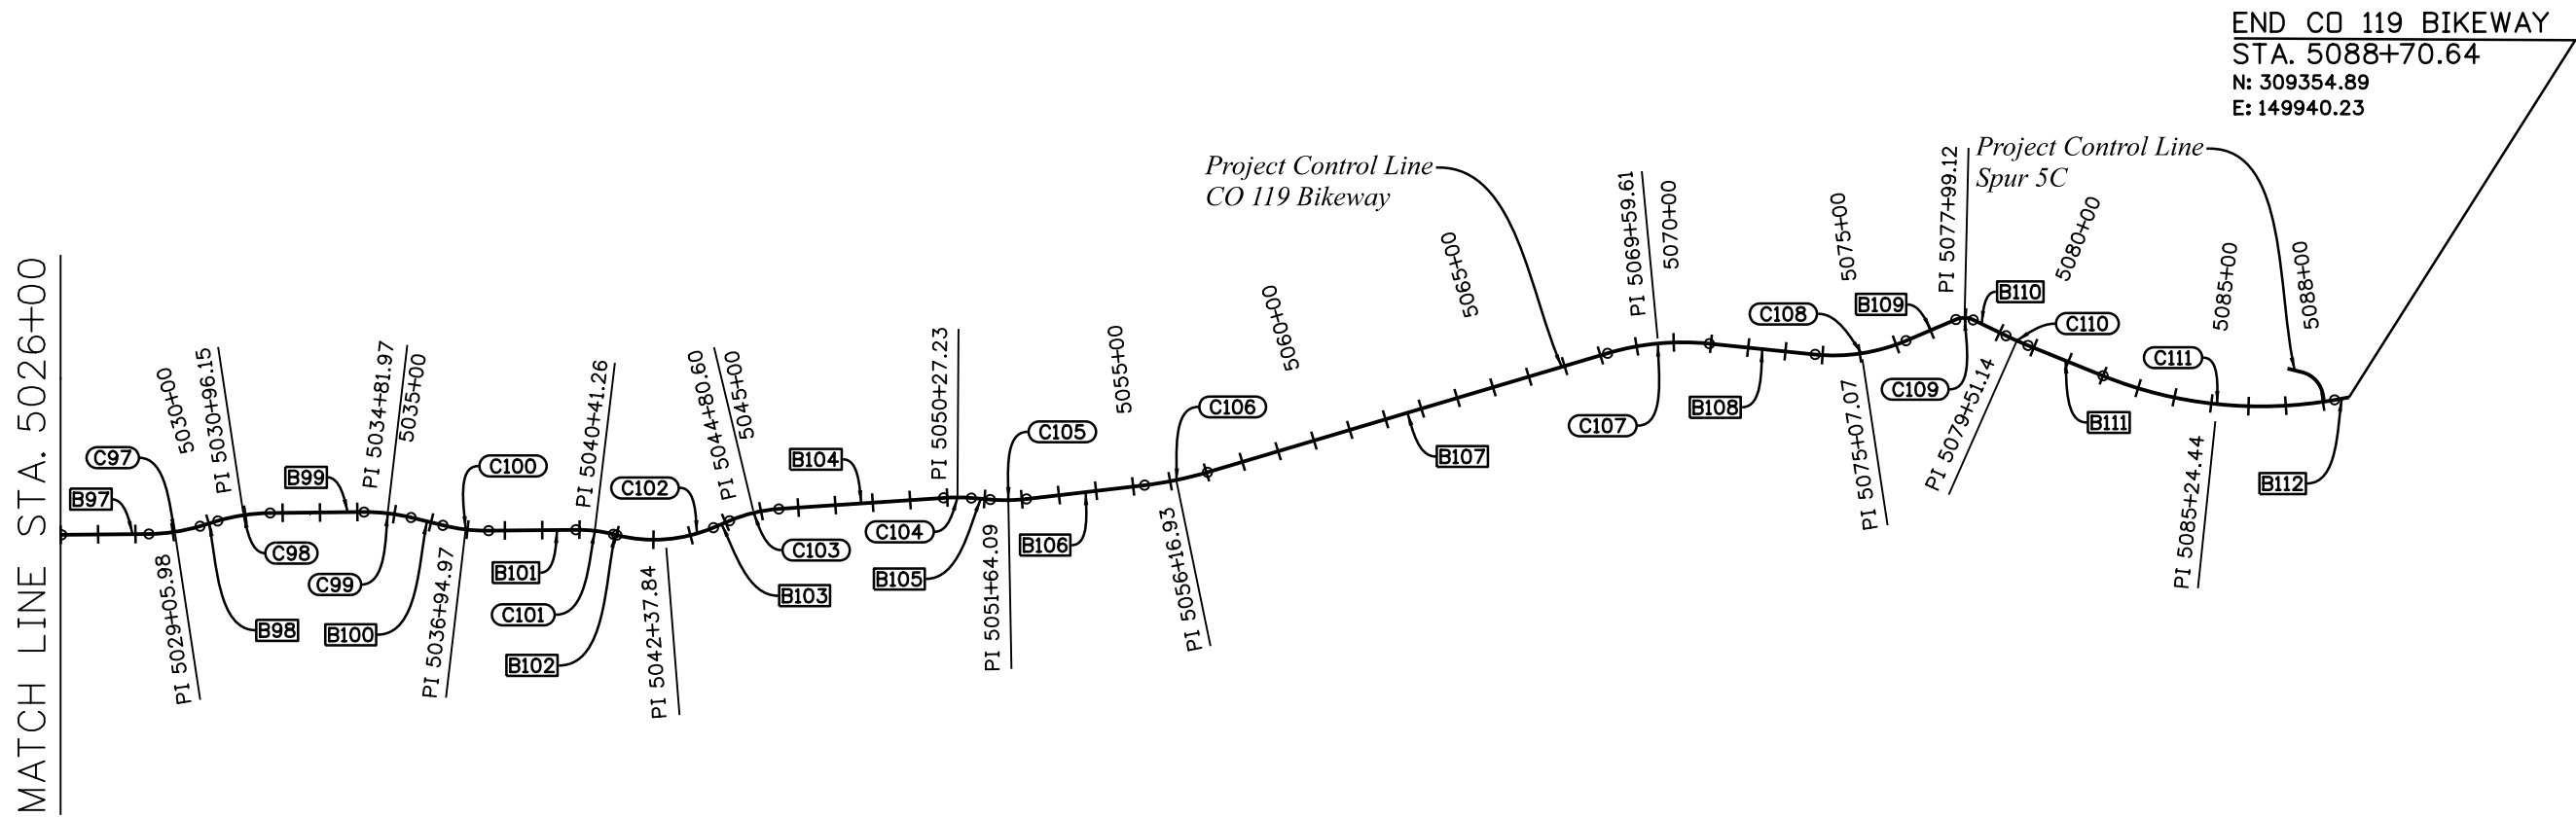 END CO 119 BIKEWAY
STA. 5088+70.64
N: 309354.89
E: 149940.23
Project Control Line
CO 119 Bikeway
Project Control Line
Spur 5C
MATCH LINE STA. 5026+00
B97
C97
PI 5029+05.98
5030+00
B98
PI 5030+96.15
C98
B99
C99
PI 5034+81.97
5035+00
B100
PI 5036+94.97
C100
B101
C101
PI 5040+41.26
B102
C102
PI 5042+37.84
PI 5044+80.60
5045+00
B103
C103
B104
C104
PI 5050+27.23
B105
PI 5051+64.09
C105
B106
5055+00
PI 5056+16.93
C106
5060+00
B107
5065+00
C107
PI 5069+59.61
5070+00
B108
C108
5075+00
PI 5075+07.07
B109
C109
PI 5077+99.12
B110
PI 5079+51.14
C110
5080+00
B111
C111
PI 5085+24.44
5085+00
5088+00
B112